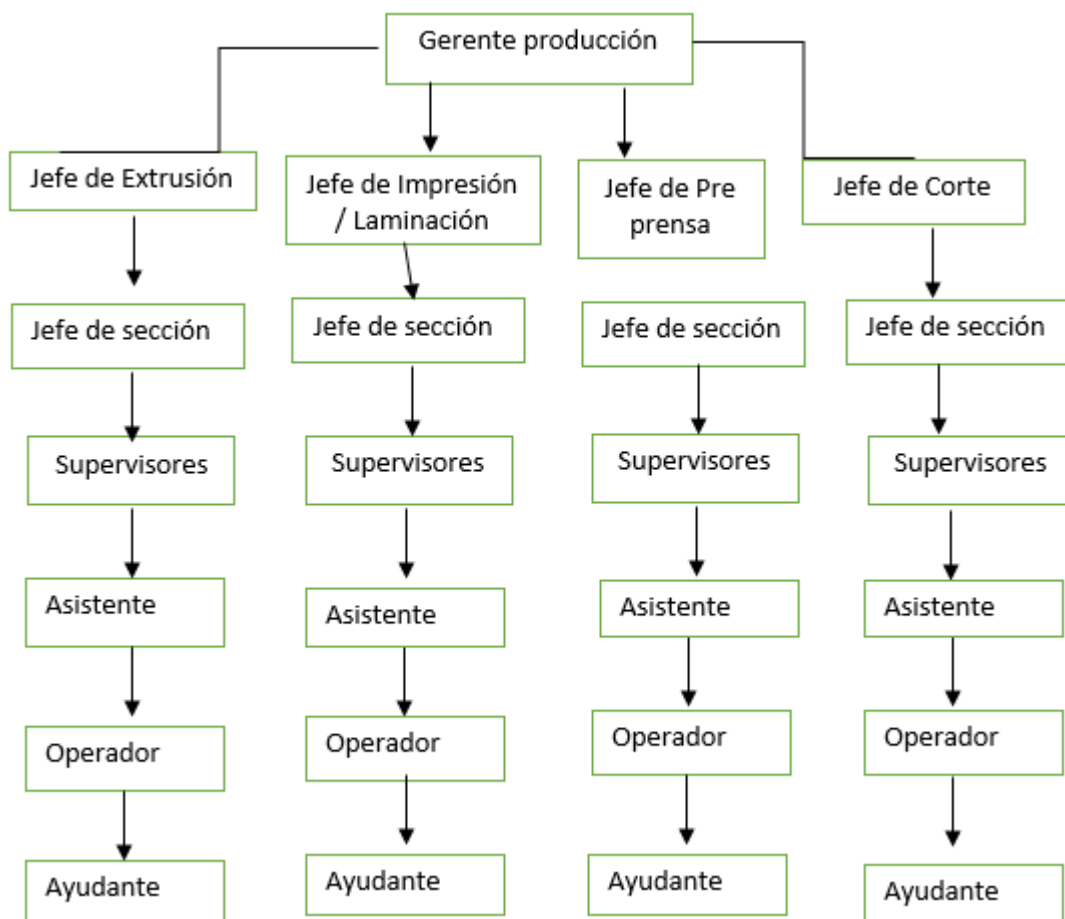 Gerente producción
Jefe de Extrusión
Jefe de Impresión
/ Laminación
Jefe de Pre
prensa
Jefe de Corte
Jefe de sección
Jefe de sección
Jefe de sección
Jefe de sección
Supervisores
Supervisores
Supervisores
Supervisores
Asistente
Asistente
Asistente
Asistente
Operador
Operador
Operador
Operador
Ayudante
Ayudante
Ayudante
Ayudante